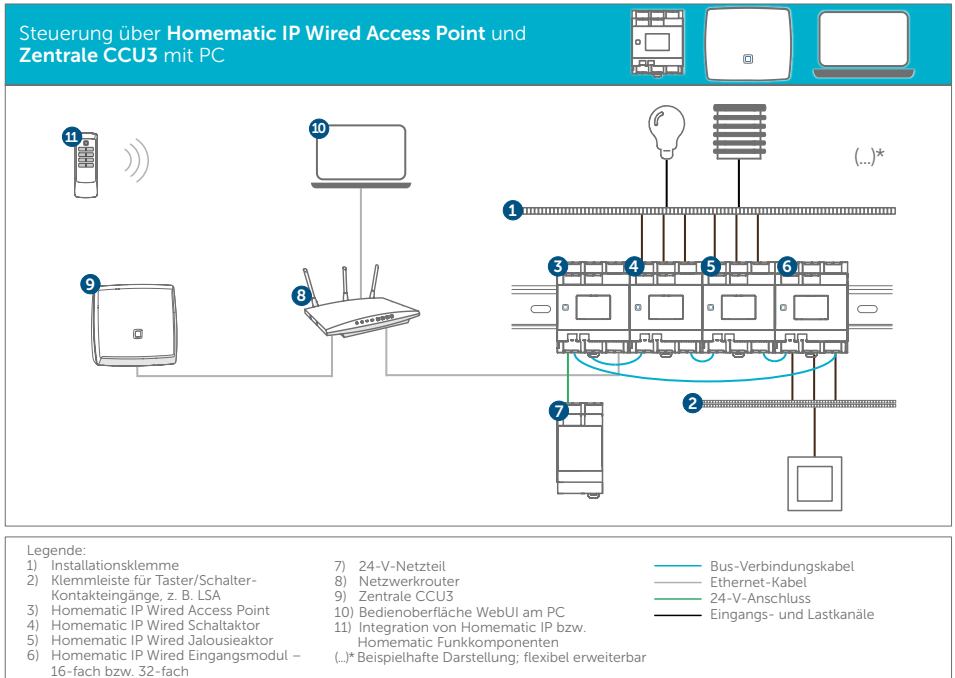 Steuerung über Homematic IP Wired Access Point und
Zentrale CCU3 mit PC
11
10
(...)*
1
3
4
5
6
9
8
7
2
Legende:
1) Installationsklemme
2) Klemmleiste für Taster/Schalter-
Kontakteingänge, z. B. LSA
3) Homematic IP Wired Access Point
4) Homematic IP Wired Schaltaktor
5) Homematic IP Wired Jalousieaktor
6) Homematic IP Wired Eingangsmodul –
16-fach bzw. 32-fach
7) 24-V-Netzteil
8) Netzwerkrouter
9) Zentrale CCU3
10) Bedienoberfläche WebUI am PC
11) Integration von Homematic IP bzw.
Homematic Funkkomponenten
(...)* Beispielhafte Darstellung; flexibel erweiterbar
Bus-Verbindungskabel
Ethernet-Kabel
24-V-Anschluss
Eingangs- und Lastkanäle